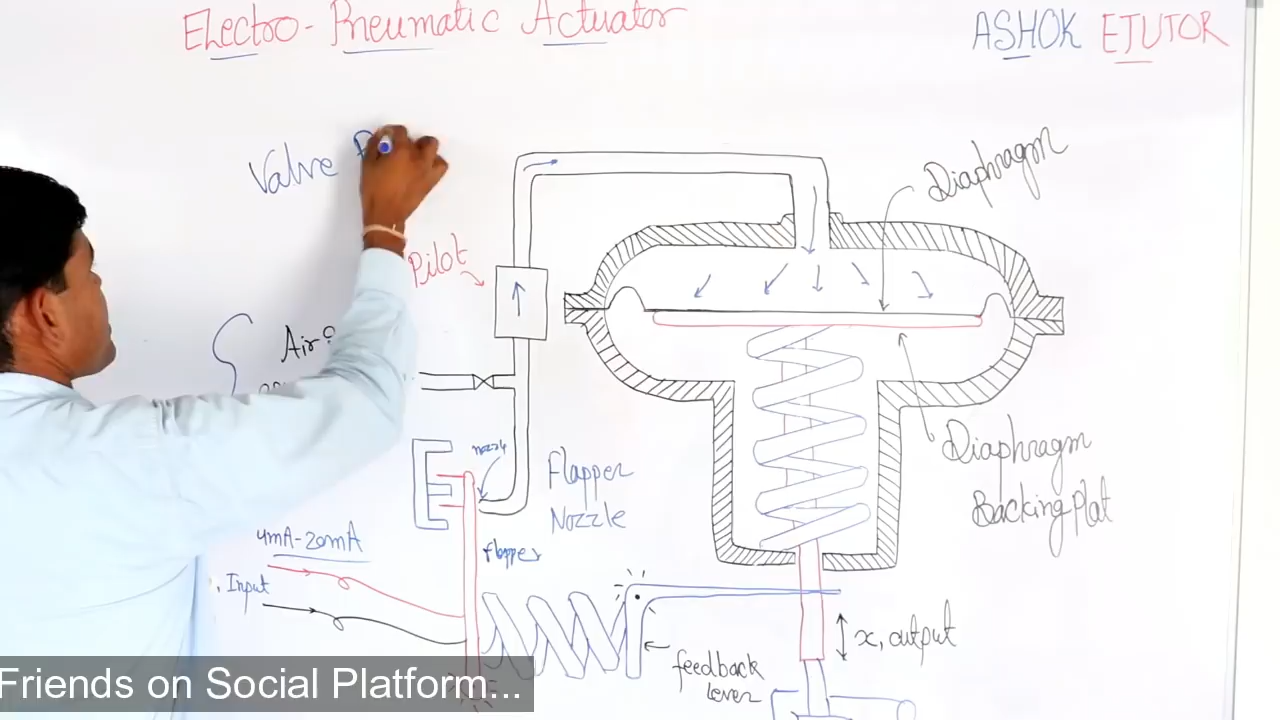 Electro-Pneumatic Actuator
ASHOK EJUTOR
Valve P
Diaphragm
Pilot
Air
nozzle
Flapper
Nozzle
Diaphragm
Backing Plat
4mA-20mA
flapper
Input
x, output
feedback
Lever
Friends on Social Platform...